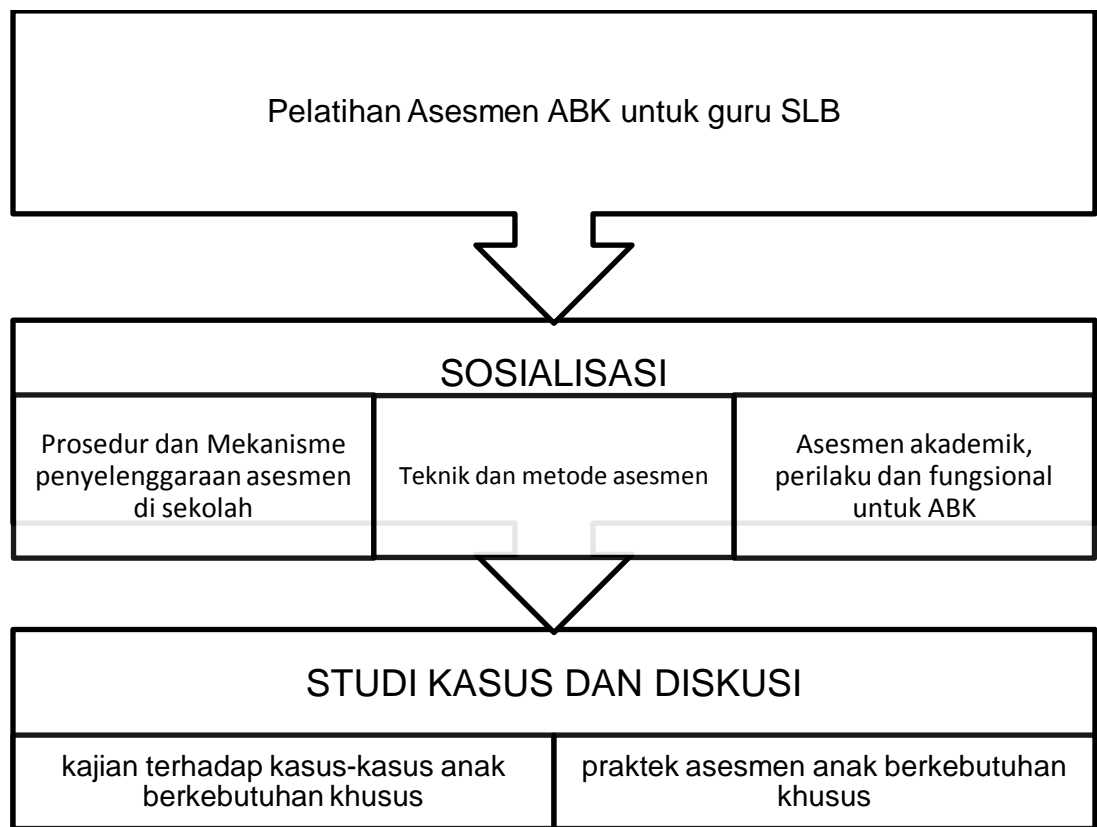 Pelatihan Asesmen ABK untuk guru SLB
SOSIALISASI
Prosedur dan Mekanisme
penyelenggaraan asesmen
di sekolah
Teknik dan metode asesmen
Asesmen akademik,
perilaku dan fungsional
untuk ABK
STUDI KASUS DAN DISKUSI
kajian terhadap kasus-kasus anak
berkebutuhan khusus
praktek asesmen anak berkebutuhan
khusus